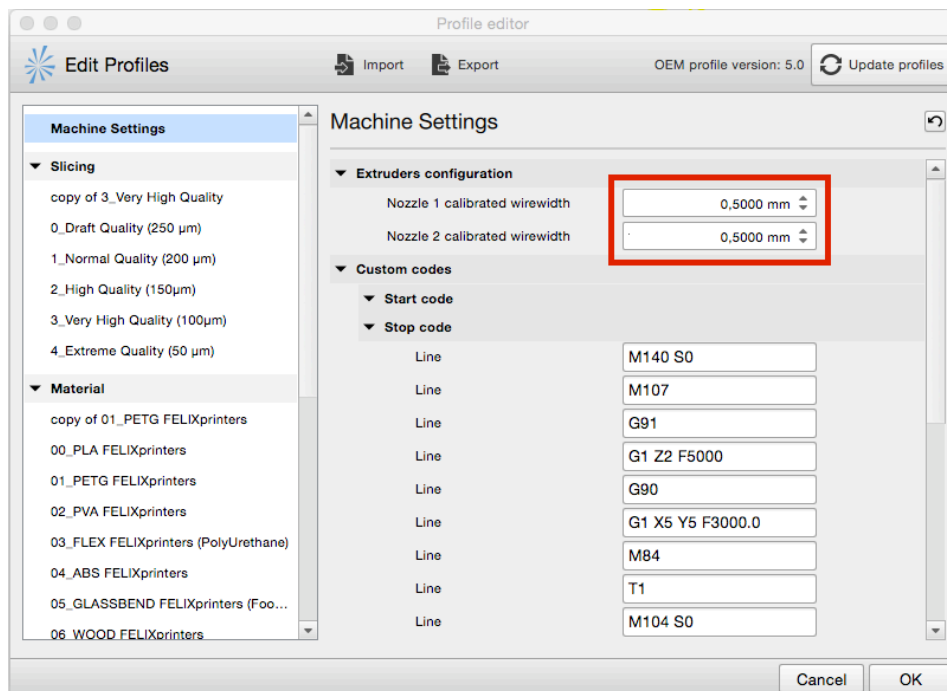 Profile editor
Edit Profiles
Import
Export
OEM profile version: 5.0
Update profiles
Machine Settings
Slicing
copy of 3_Very High Quality
0_Draft Quality (250 µm)
1_Normal Quality (200 µm)
2_High Quality (150µm)
3_Very High Quality (100µm)
4_Extreme Quality (50 µm)
Material
copy of 01_PETG FELIXprinters
00_PLA FELIXprinters
01_PETG FELIXprinters
02_PVA FELIXprinters
03_FLEX FELIXprinters (PolyUrethane)
04_ABS FELIXprinters
05_GLASSBEND FELIXprinters (Foo...
06_WOOD FELIXprinters
Machine Settings
Extruders configuration
Nozzle 1 calibrated wirewidth 0,5000 mm
Nozzle 2 calibrated wirewidth 0,5000 mm
Custom codes
Start code
Stop code
Line M140 S0
Line M107
Line G91
Line G1 Z2 F5000
Line G90
Line G1 X5 Y5 F3000.0
Line M84
Line T1
Line M104 S0
Cancel OK